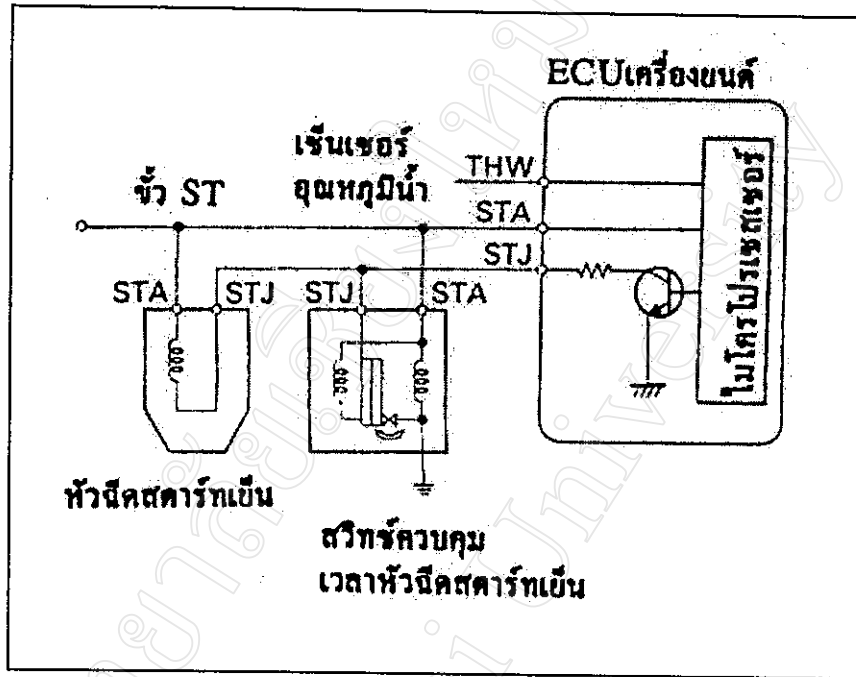 ECUเครื่องยนต์
เซ็นเซอร์
อุณหภูมิน้ำ
THW
ขั้ว ST
STA
STJ
STA
STJ
STJ
STA
ไมโครโปรเซสเซอร์
หัวฉีดสตาร์ทเย็น
สวิทช์ควบคุม
เวลาหัวฉีดสตาร์ทเย็น